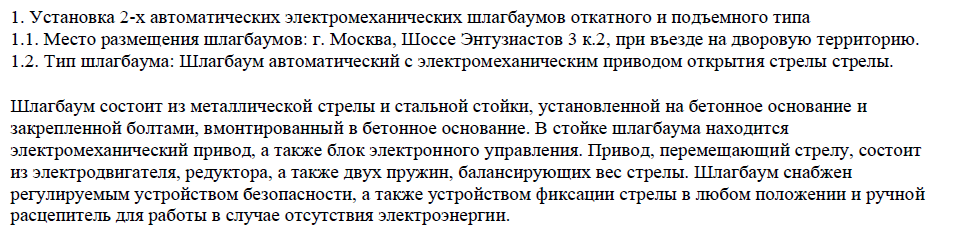 1. Установка 2-х автоматических электромеханических шлагбаумов откатного и подъемного типа
1.1. Место размещения шлагбаумов: г. Москва, Шоссе Энтузиастов 3 к.2, при въезде на дворовую территорию.
1.2. Тип шлагбаума: Шлагбаум автоматический с электромеханическим приводом открытия стрелы стрелы.
Шлагбаум состоит из металлической стрелы и стальной стойки, установленной на бетонное основание и
закрепленной болтами, вмонтированный в бетонное основание. В стойке шлагбаума находится
электромеханический привод, а также блок электронного управления. Привод, перемещающий стрелу, состоит
из электродвигателя, редуктора, а также двух пружин, балансирующих вес стрелы. Шлагбаум снабжен
регулируемым устройством безопасности, а также устройством фиксации стрелы в любом положении и ручной
расцепитель для работы в случае отсутствия электроэнергии.